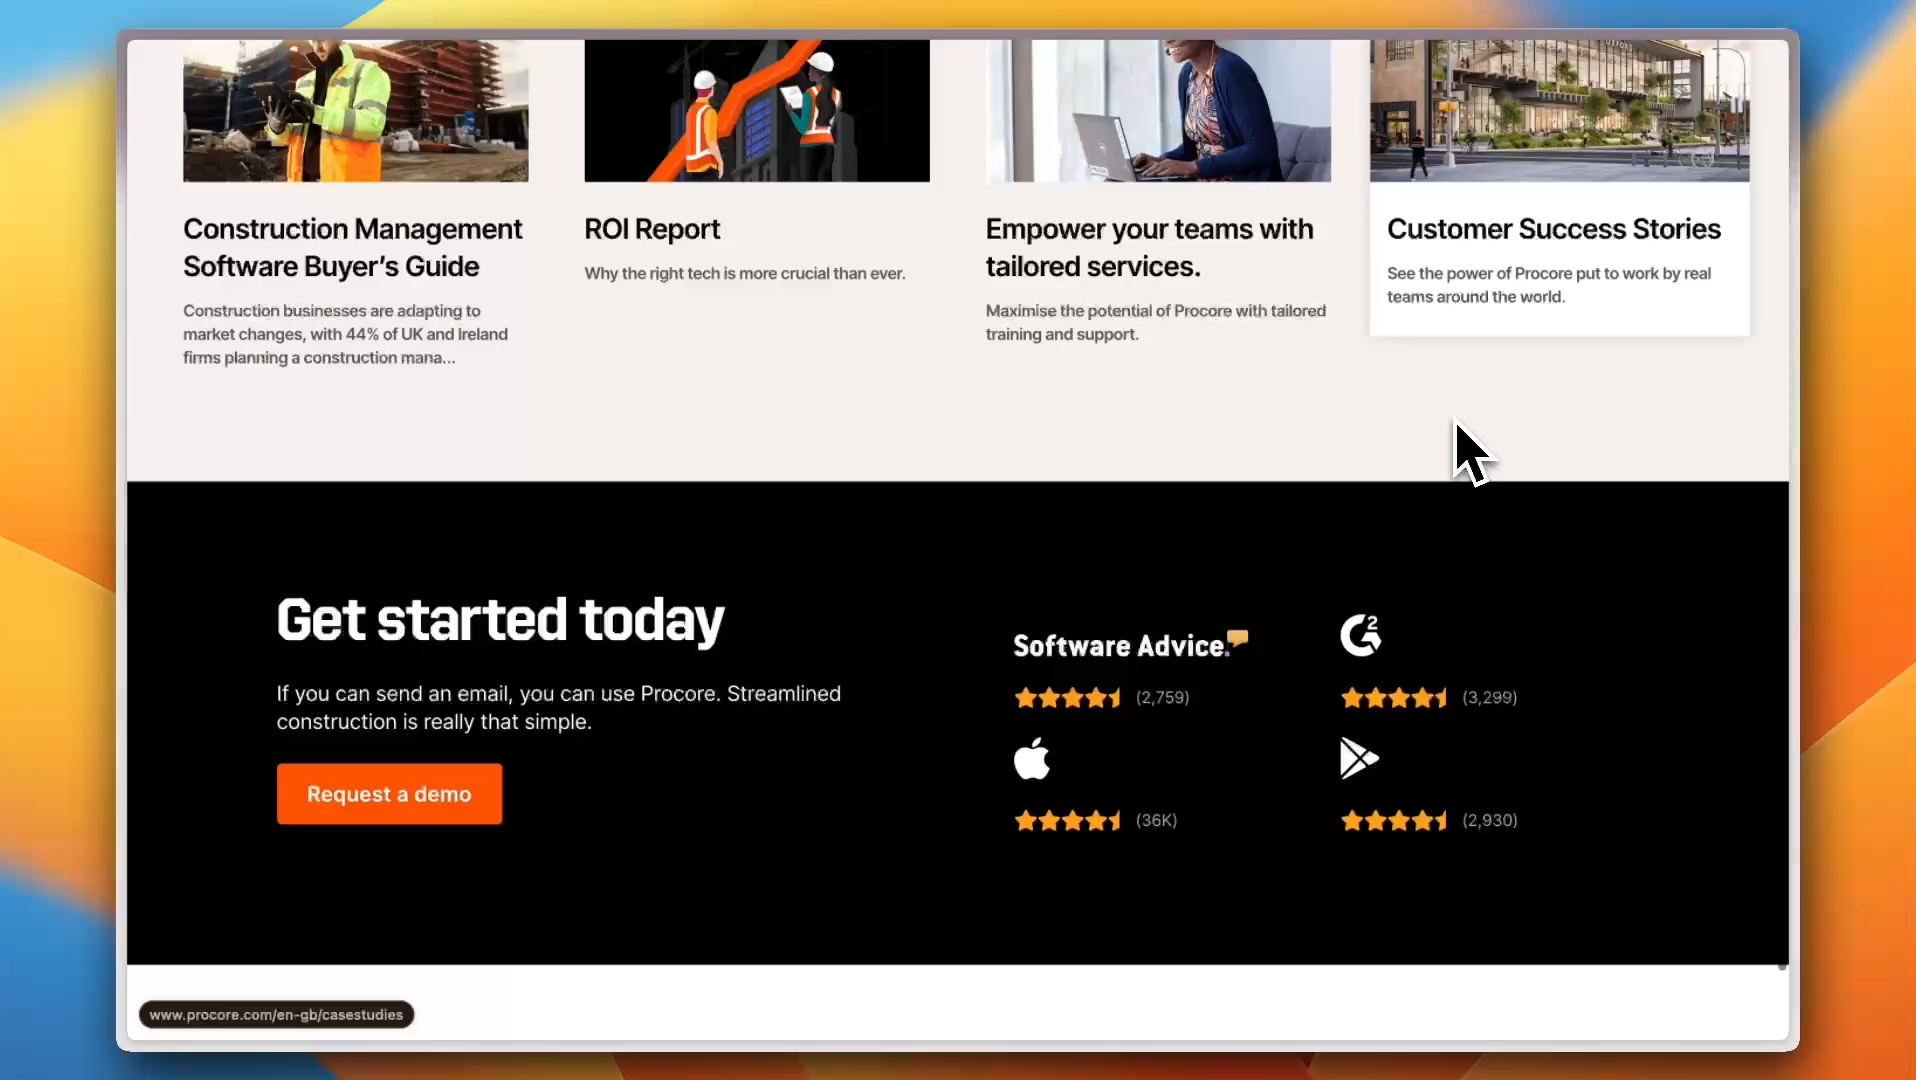 Construction Management
Software Buyer’s Guide
Construction businesses are adapting to
market changes, with 44% of UK and Ireland
firms planning a construction mana...
ROI Report
Why the right tech is more crucial than ever.
Empower your teams with
tailored services.
Maximise the potential of Procore with tailored
training and support.
Customer Success Stories
See the power of Procore put to work by real
teams around the world.
Get started today
If you can send an email, you can use Procore. Streamlined
construction is really that simple.
Request a demo
Software Advice.
(2,759)
G2
(3,299)
(36K)
(2,930)
www.procore.com/en-gb/casestudies